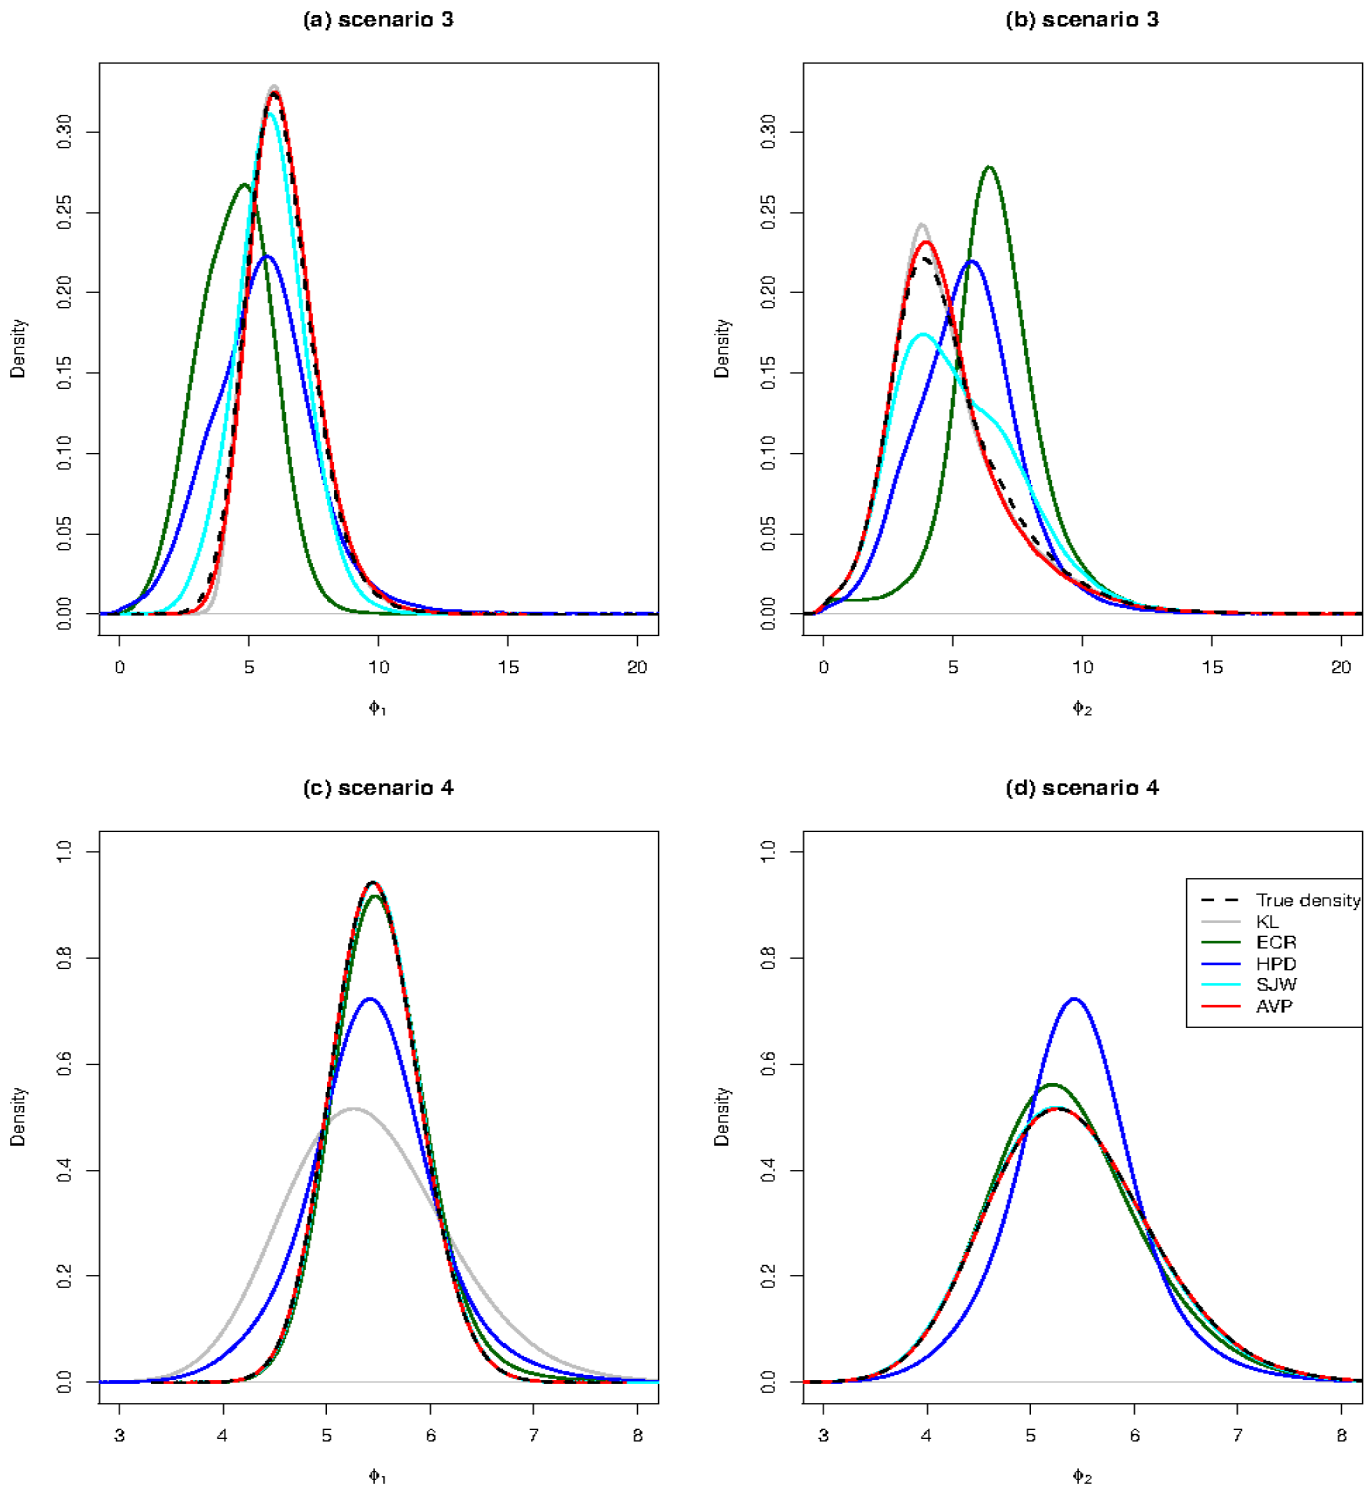 (a) scenario 3
Density
0.00 0.05 0.10 0.15 0.20 0.25 0.30
0 5 10 15 20
ϕ₁
(b) scenario 3
Density
0.00 0.05 0.10 0.15 0.20 0.25 0.30
0 5 10 15 20
ϕ₂
(c) scenario 4
Density
0.0 0.2 0.4 0.6 0.8 1.0
3 4 5 6 7 8
ϕ₁
(d) scenario 4
Density
0.0 0.2 0.4 0.6 0.8 1.0
3 4 5 6 7 8
ϕ₂
True density
KL
ECR
HPD
SJW
AVP